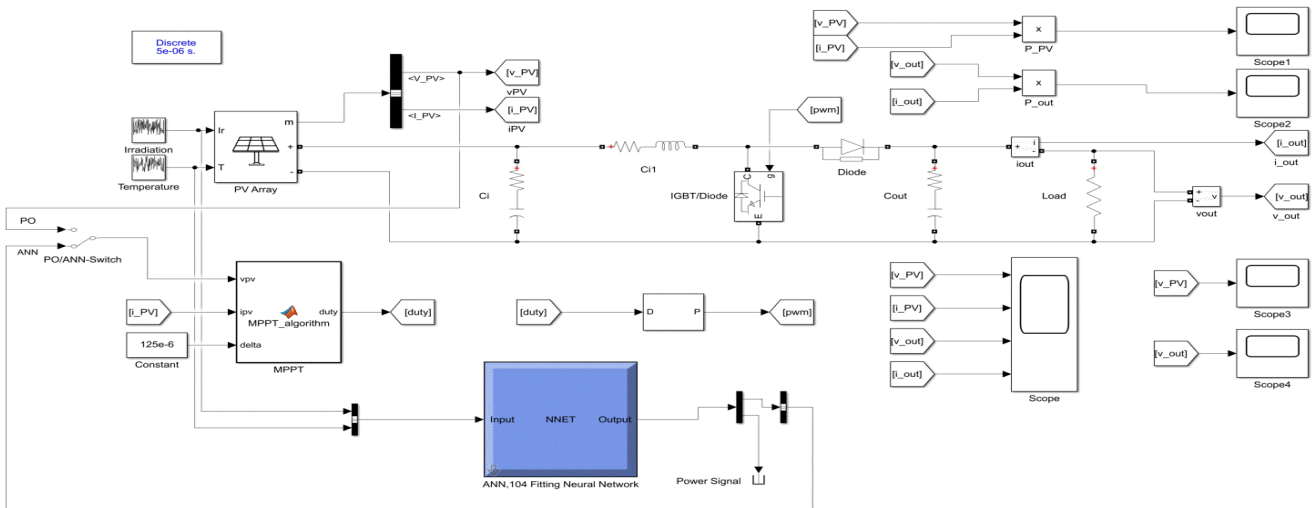 Discrete
5e-06 s.
Irradiation
Temperature
Ir
T
m
+
-
PV Array
<V_PV>
<I_PV>
[v_PV]
vPV
[i_PV]
iPV
[v_PV]
[i_PV]
x
P_PV
Scope1
[v_out]
[i_out]
x
P_out
Scope2
[pwm]
+
Ci
+
Ci1
C
g
E
IGBT/Diode
Diode
+
Cout
+
-
i
iout
[i_out]
i_out
+
Load
+
-
v
vout
[v_out]
v_out
PO
ANN
PO/ANN-Switch
[i_PV]
125e-6
Constant
vpv
ipv
delta
MPPT_algorithm
duty
MPPT
[duty]
[duty]
D
P
[pwm]
[v_PV]
[i_PV]
[v_out]
[i_out]
Scope
[v_PV]
Scope3
[v_out]
Scope4
Input
NNET
Output
ANN,104 Fitting Neural Network
Power Signal